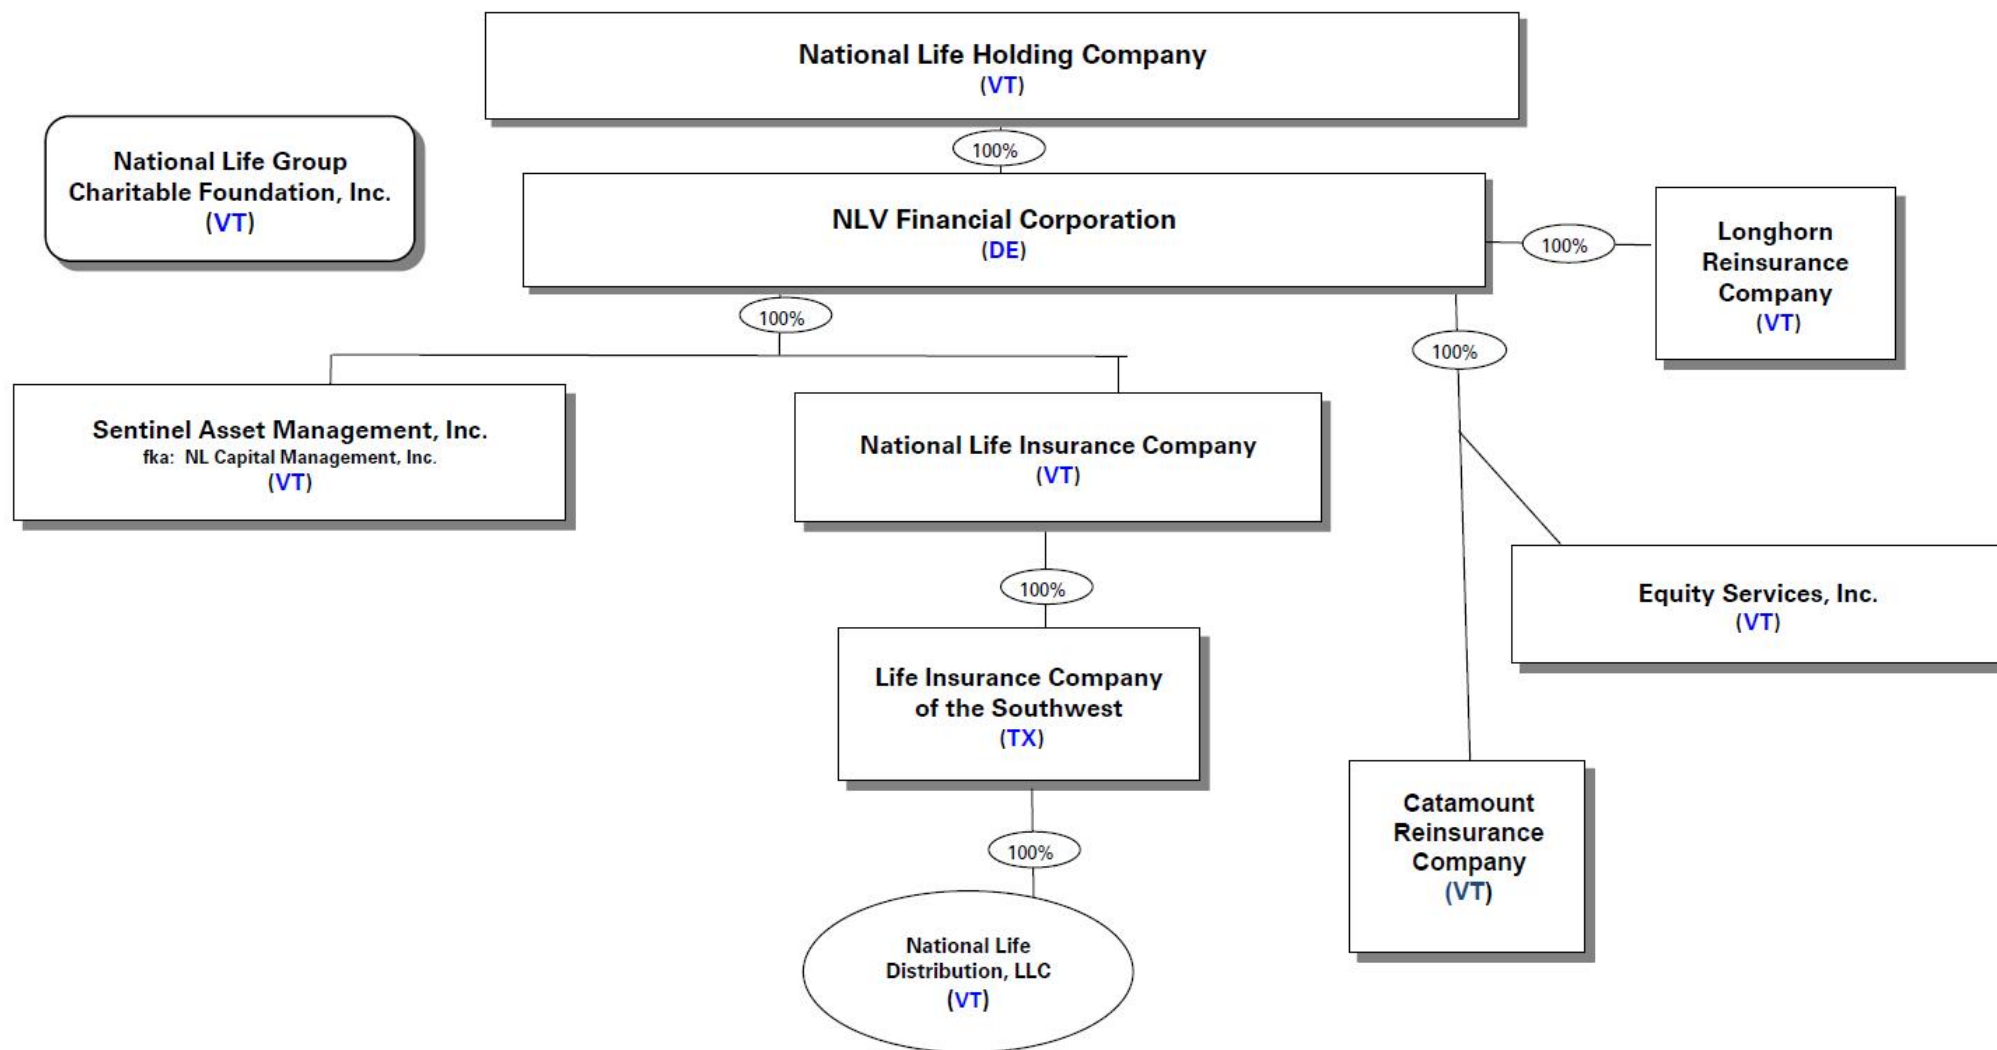 National Life Holding Company
(VT)
100%
National Life Group
Charitable Foundation, Inc.
(VT)
NLV Financial Corporation
(DE)
100%
Longhorn
Reinsurance
Company
(VT)
100%
100%
Sentinel Asset Management, Inc.
fka: NL Capital Management, Inc.
(VT)
National Life Insurance Company
(VT)
100%
Equity Services, Inc.
(VT)
Life Insurance Company
of the Southwest
(TX)
100%
Catamount
Reinsurance
Company
(VT)
National Life
Distribution, LLC
(VT)